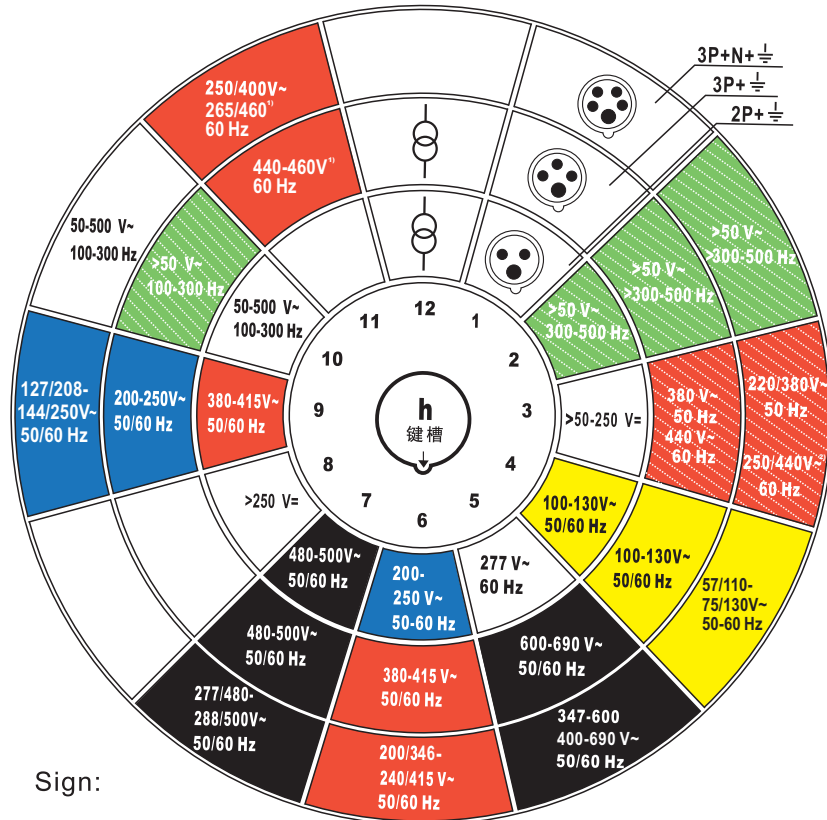 3P+N+
3P+
2P+
250/400V~
265/460¹⁾
60 Hz
440-460V¹⁾
60 Hz
50-500 V~
100-300 Hz
>50 V~
100-300 Hz
50-500 V~
100-300 Hz
>50 V~
>300-500 Hz
>50 V~
>300-500 Hz
>50 V~
300-500 Hz
127/208-
144/250V~
50/60 Hz
200-250V~
50/60 Hz
380-415V~
50/60 Hz
12
1
2
3
4
5
6
7
8
9
10
11
h
键槽
>50-250 V=
380 V~
50 Hz
440 V~
60 Hz
220/380V~
50 Hz
250/440V~²⁾
60 Hz
>250 V=
480-500V~
50/60 Hz
200-
250 V~
50-60 Hz
277 V~
60 Hz
100-130V~
50/60 Hz
100-130V~
50/60 Hz
57/110-
75/130V~
50-60 Hz
480-500V~
50/60 Hz
380-415 V~
50/60 Hz
600-690 V~
50/60 Hz
277/480-
288/500V~
50/60 Hz
200/346-
240/415 V~
50/60 Hz
347-600
400-690 V~
50/60 Hz
Sign: